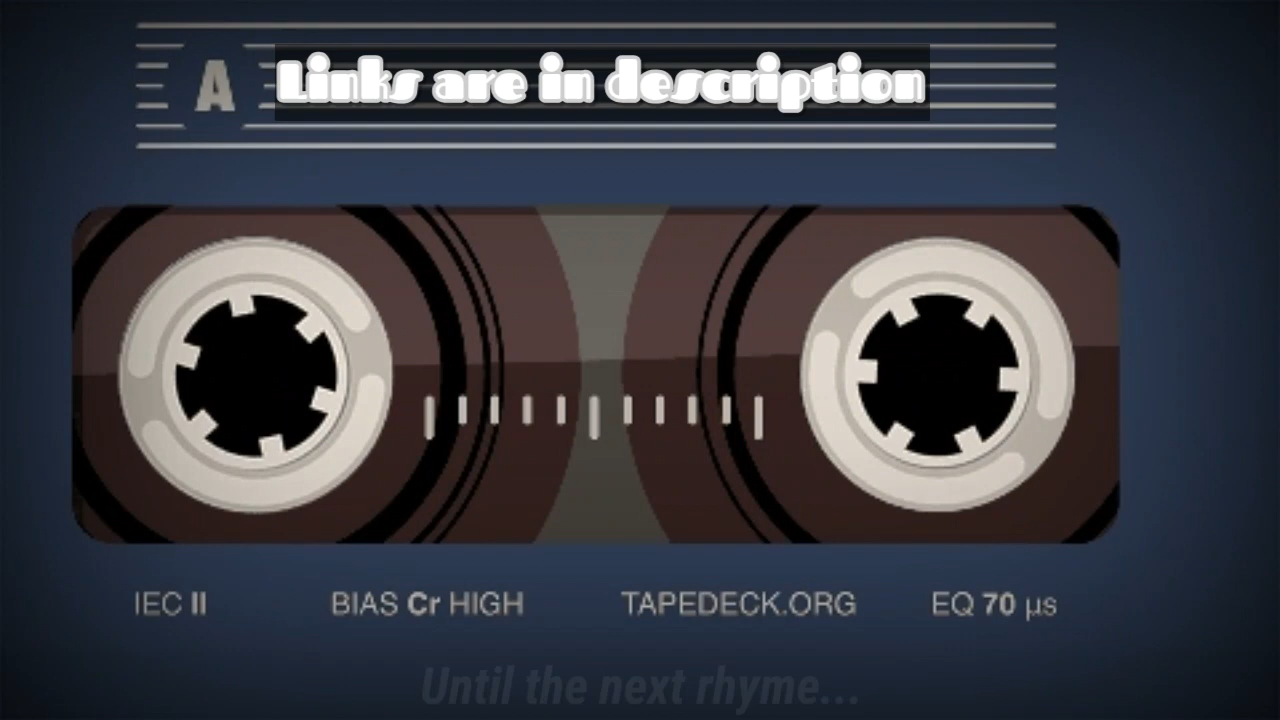 A Links are in description
IEC II BIAS Cr HIGH TAPEDECK.ORG EQ 70 µs
Until the next rhyme...